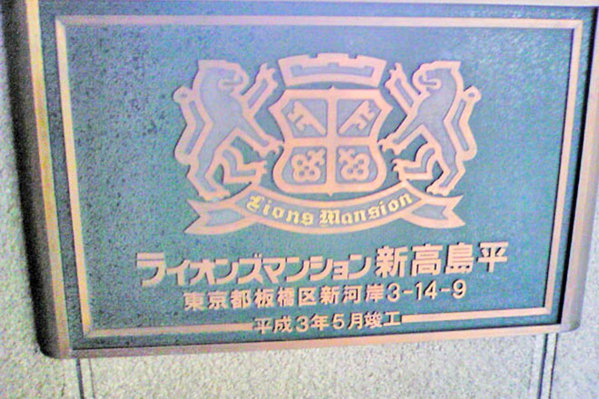 Lions Mansion
ライオンズマンション新高島平
東京都板橋区新河岸3-14-9
平成3年5月竣工